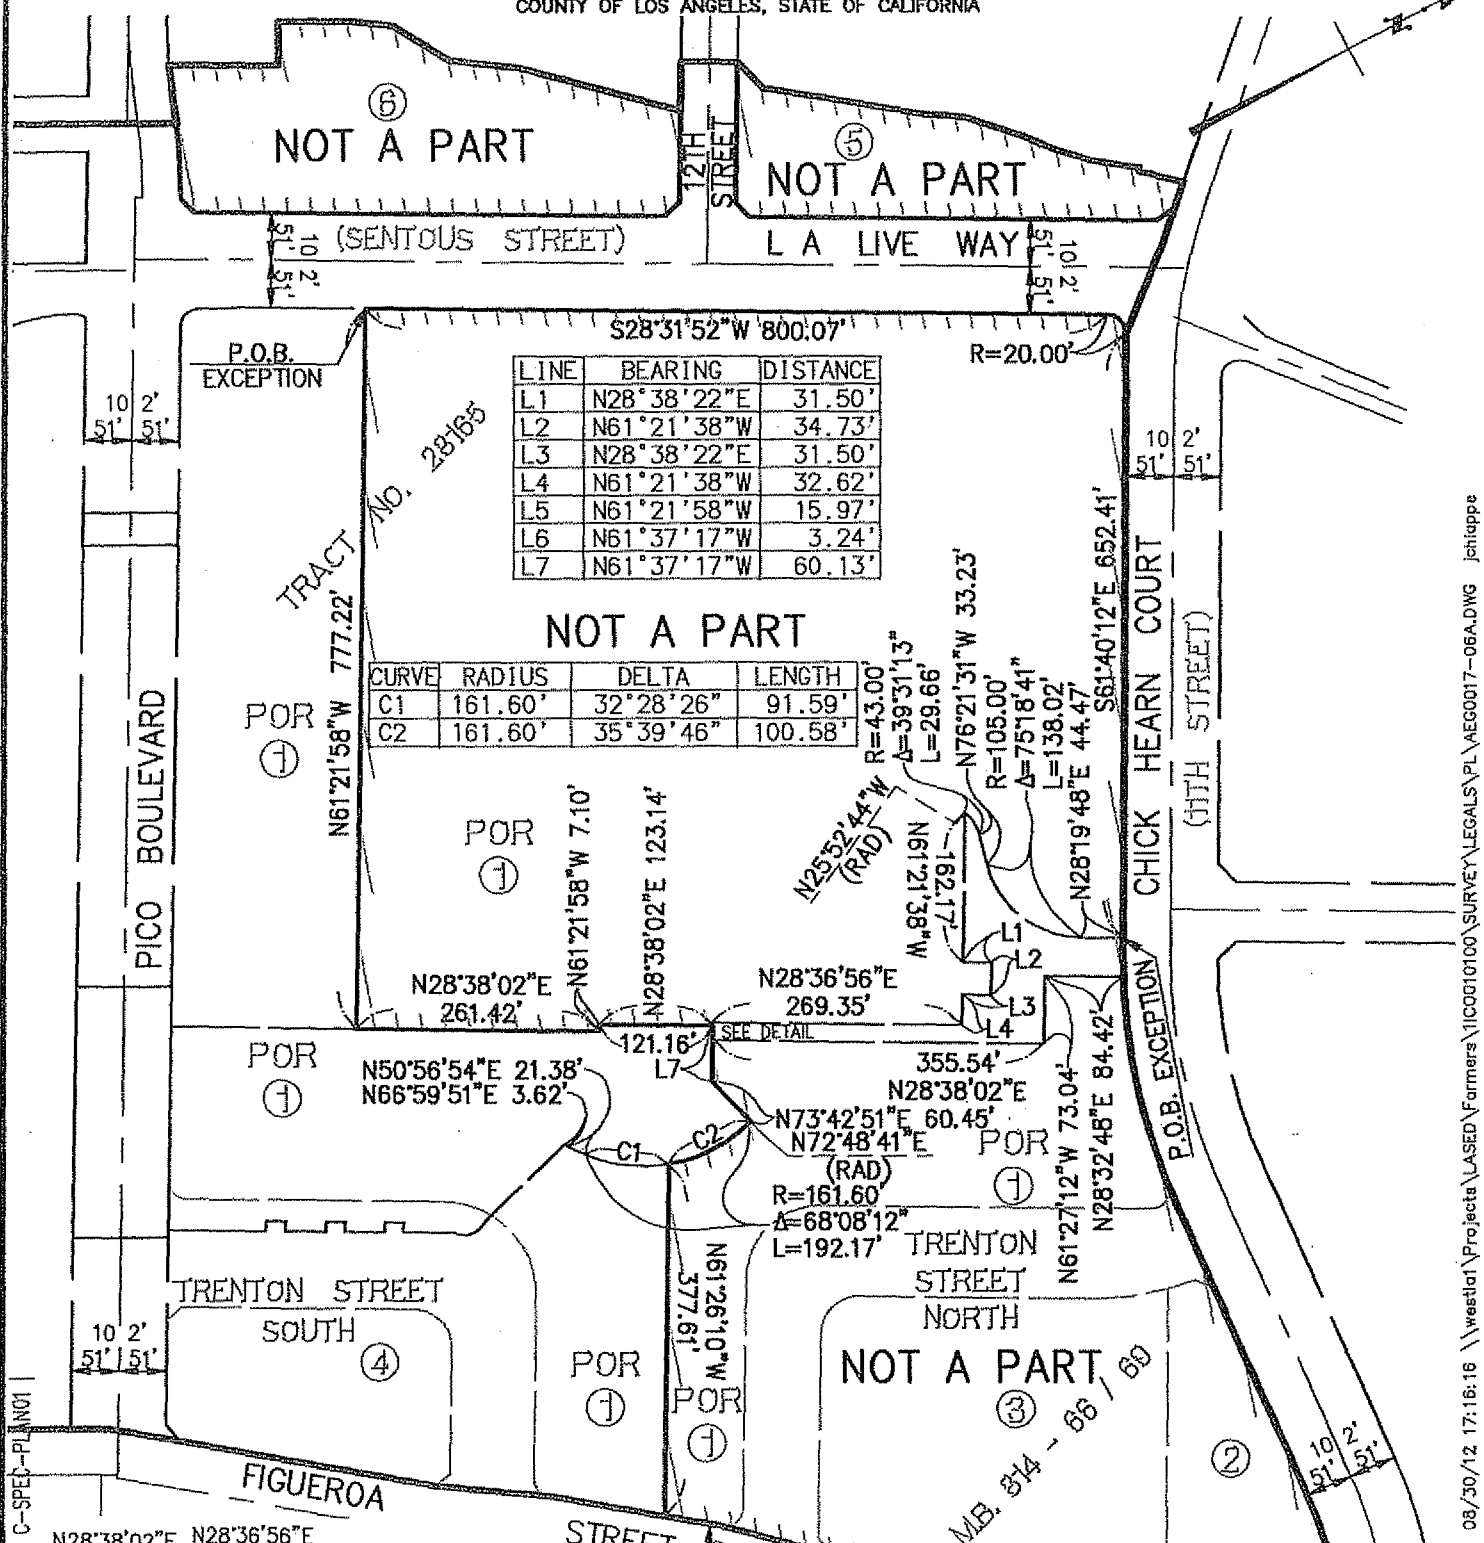 COUNTY OF LOS ANGELES, STATE OF CALIFORNIA
6
NOT A PART
12TH
STREET
5
NOT A PART
51' 51'
10 2'
(SENTOUS STREET)
L A LIVE WAY
51' 51'
10 2'
S28°31'52"W 800.07'
P.O.B.
EXCEPTION
R=20.00'
LINE BEARING DISTANCE
L1 N28°38'22"E 31.50'
L2 N61°21'38"W 34.73'
L3 N28°38'22"E 31.50'
L4 N61°21'38"W 32.62'
L5 N61°21'58"W 15.97'
L6 N61°37'17"W 3.24'
L7 N61°37'17"W 60.13'
10 2'
51' 51'
10 2'
51' 51'
TRACT NO. 28165
NOT A PART
CURVE RADIUS DELTA LENGTH
C1 161.60' 32°28'26" 91.59'
C2 161.60' 35°39'46" 100.58'
N61°21'58"W 777.22'
POR
1
PICO BOULEVARD
R=43.00'
Δ=39°31'13"
L=29.66'
N76°21'31"W 33.23'
R=105.00'
Δ=75°18'41"
L=138.02'
N28°19'48"E 44.47'
S61°40'12"E 652.41'
CHICK HEARN COURT
(11TH STREET)
POR
1
N61°21'58"W 7.10'
N28°38'02"E 123.14'
N25°52'44"W
(RAD)
162.17'
N61°21'38"W
L1
L2
L3
L4
N28°38'02"E
261.42'
N28°36'56"E
269.35'
SEE DETAIL
121.16'
L7
355.54'
N28°38'02"E
POR
1
N50°56'54"E 21.38'
N66°59'51"E 3.62'
C1
C2
N73°42'51"E 60.45'
N72°48'41"E
(RAD)
R=161.60'
Δ=68°08'12"
L=192.17'
POR
1
N61°27'12"W 73.04'
N28°32'48"E 84.42'
P.O.B. EXCEPTION
TRENTON STREET
SOUTH
4
TRENTON
STREET
NORTH
N61°26'10"W
377.61'
POR
1
POR
1
NOT A PART
3
M.B. 814 - 66 / 69
2
10 2'
51' 51'
10 2'
51' 51'
FIGUEROA
STREET
C-SPEC-PLAN01
N28°38'02"E N28°36'56"E
08/30/12 17:16:16 \\westla1\Projects\LASED\Farmers\11C0010100\SURVEY\LEGALS\PL\AEG0017-06A.DWG jchiappe